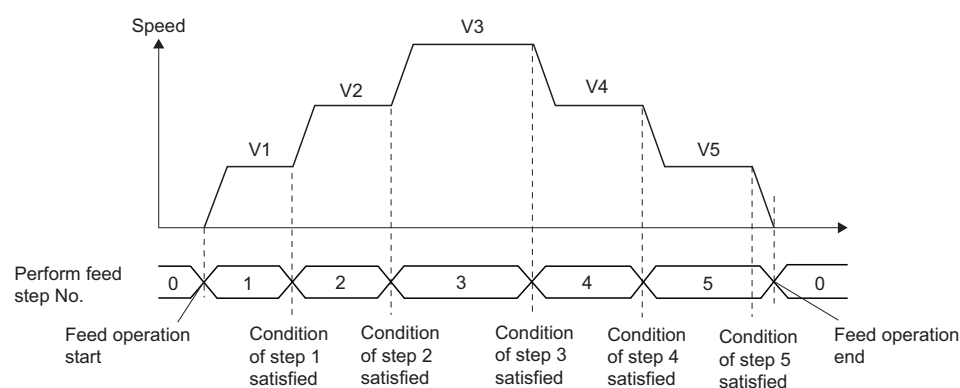 Speed
V3
V2
V4
V1
V5
Perform feed
step No.
0
1
2
3
4
5
0
Feed operation
start
Condition
of step 1
satisfied
Condition
of step 2
satisfied
Condition
of step 3
satisfied
Condition
of step 4
satisfied
Condition
of step 5
satisfied
Feed operation
end